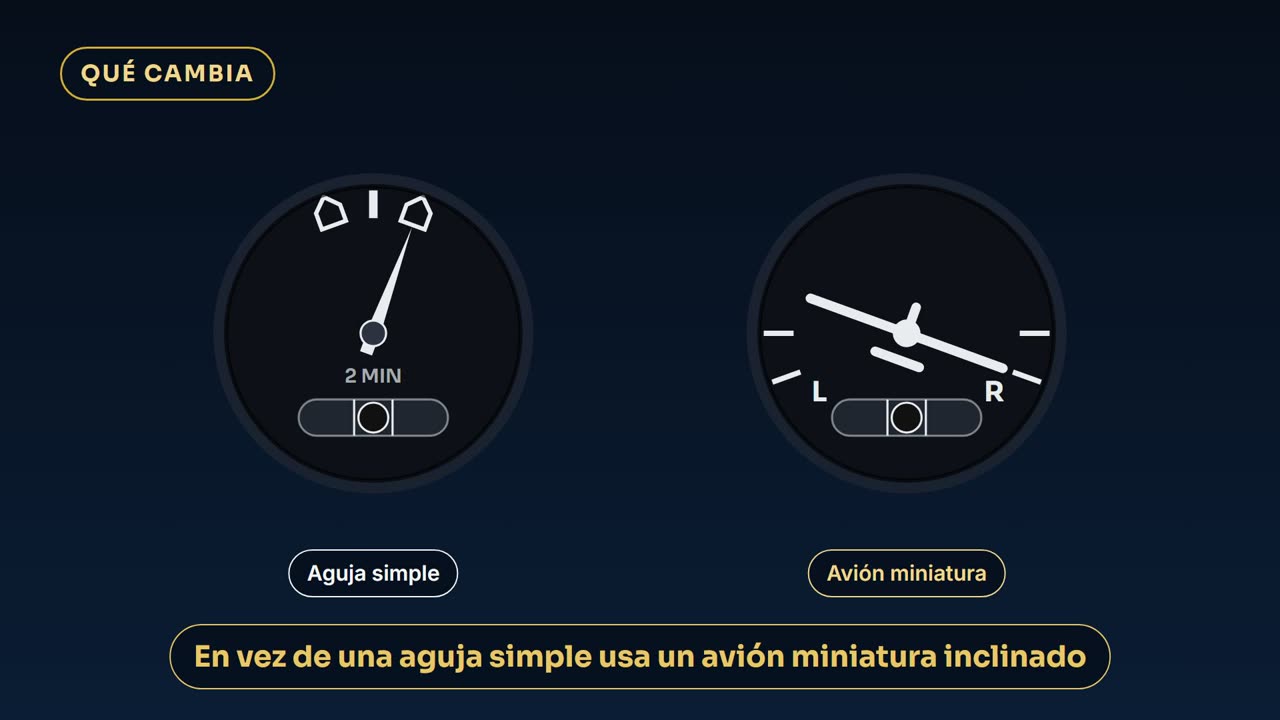 QUÉ CAMBIA
2 MIN
L
R
Aguja simple
Avión miniatura
En vez de una aguja simple usa un avión miniatura inclinado